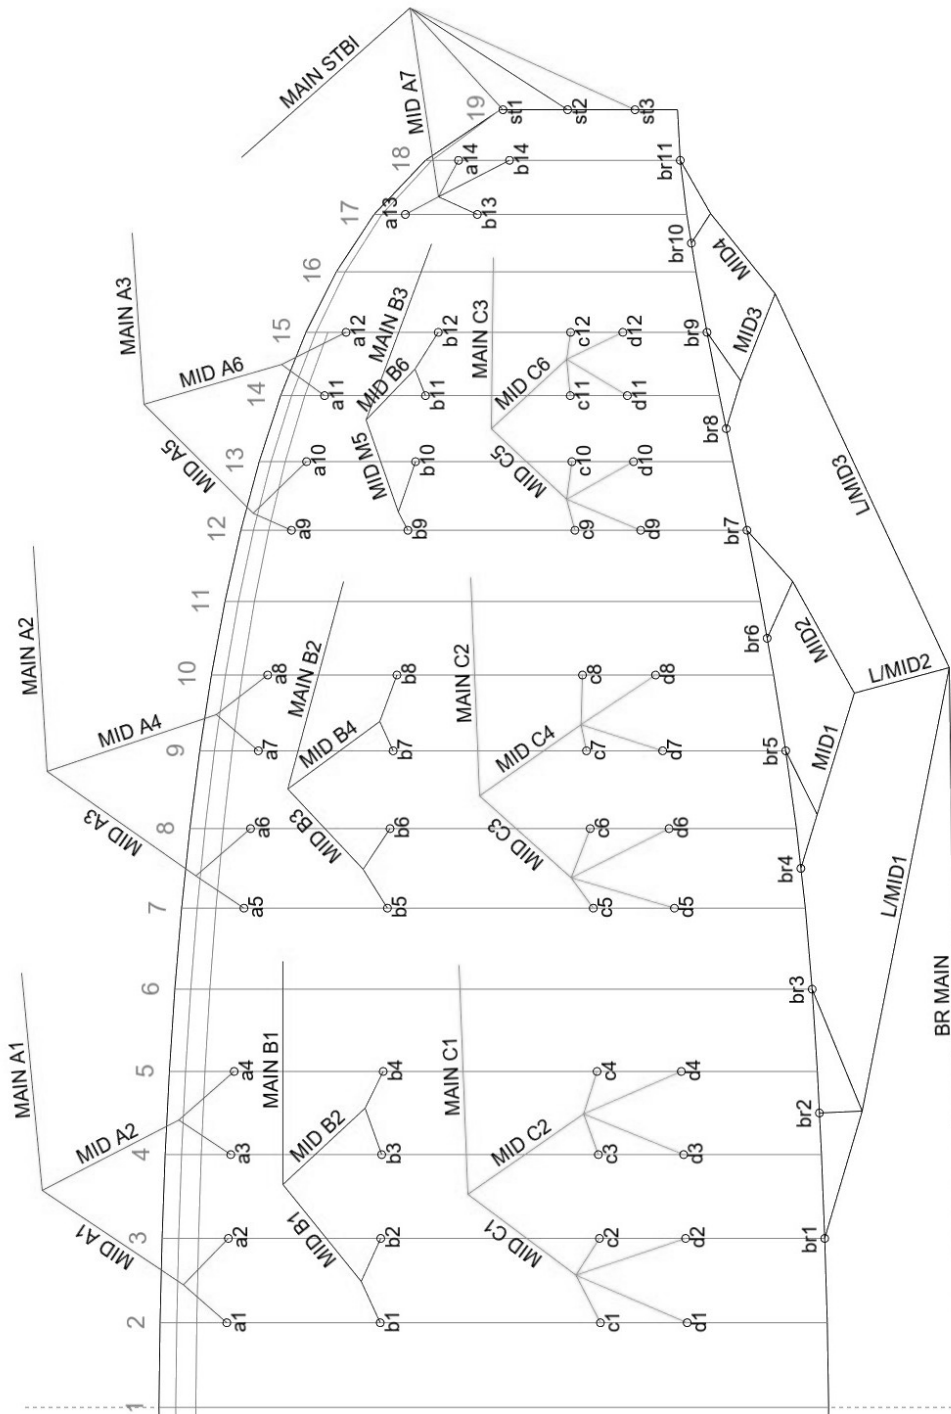 MAIN STBI
MID A7
19
st1
st2
st3
18
a14
b14
br11
17
a13
b13
br10
MID4
16
MAIN A3
MID A6
MID A5
15
a12
MAIN B3
b12
MAIN C3
c12
d12
br9
MID3
14
a11
MID B6
b11
MID C6
c11
d11
br8
13
a10
MID M5
b10
MID C5
c10
d10
12
a9
b9
c9
d9
br7
L/MID3
11
MAIN A2
MAIN B2
MAIN C2
br6
MID2
L/MID2
10
a8
b8
c8
d8
MID A4
MID B4
MID C4
9
a7
b7
c7
d7
br5
MID1
MID A3
MID B3
MID C3
8
a6
b6
c6
d6
br4
7
a5
b5
c5
d5
L/MID1
6
br3
BR MAIN
MAIN A1
MAIN B1
MAIN C1
5
a4
b4
c4
d4
br2
MID A2
MID B2
MID C2
4
a3
b3
c3
d3
MID A1
MID B1
MID C1
3
a2
b2
c2
d2
br1
2
a1
b1
c1
d1
1